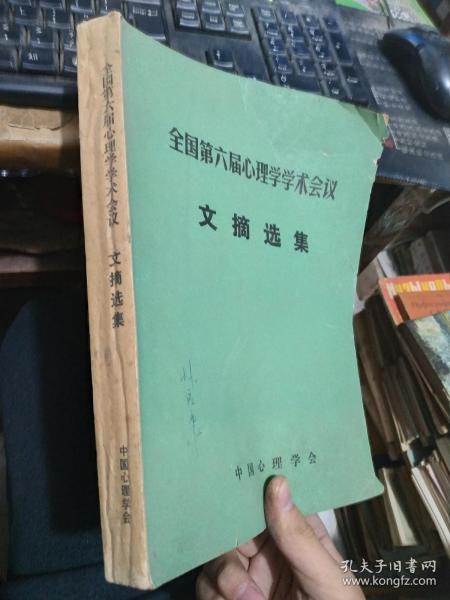 全国第六届心理学学术会议
文摘选集
中国心理学会
全国第六届心理学学术会议
文摘选集
中国心理学会
孔夫子旧书网
www.kongfz.com